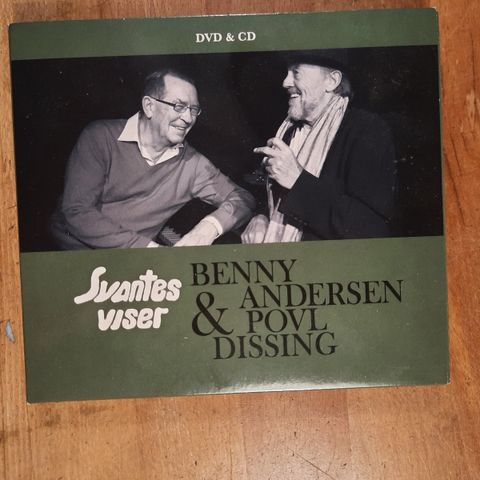 DVD & CD
Svantes
viser
BENNY
ANDERSEN
& POVL
DISSING